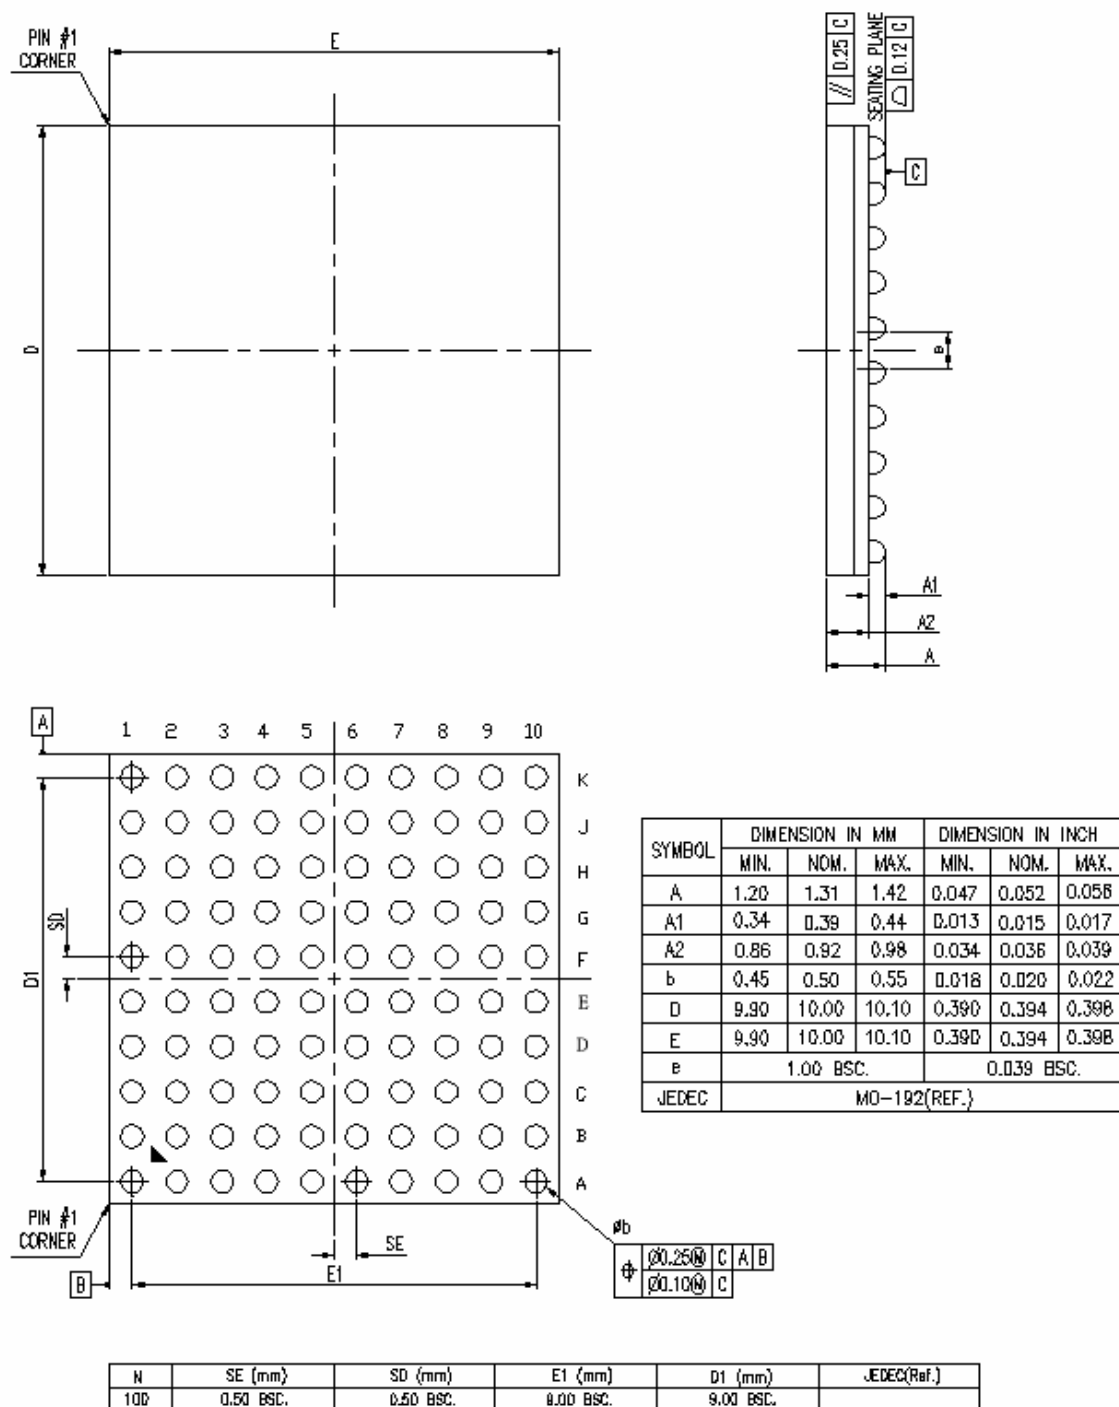 PIN #1
CORNER
E
D
// 0.25 C
SEATING PLANE
0.12 C
C
e
A1
A2
A
A
1 2 3 4 5 6 7 8 9 10
K
J
H
G
F
E
D
C
B
A
SD
D1
PIN #1
CORNER
SE
E1
B
Øb
Ø0.25Ⓜ C A B
Ø0.10Ⓜ C
SYMBOL DIMENSION IN MM DIMENSION IN INCH
MIN. NOM. MAX. MIN. NOM. MAX.
A 1.20 1.31 1.42 0.047 0.052 0.056
A1 0.34 0.39 0.44 0.013 0.015 0.017
A2 0.86 0.92 0.98 0.034 0.036 0.039
b 0.45 0.50 0.55 0.018 0.020 0.022
D 9.90 10.00 10.10 0.390 0.394 0.398
E 9.90 10.00 10.10 0.390 0.394 0.398
e 1.00 BSC. 0.039 BSC.
JEDEC MO-192(REF.)
N SE (mm) SD (mm) E1 (mm) D1 (mm) JEDEC(Ref.)
100 0.50 BSC. 0.50 BSC. 9.00 BSC. 9.00 BSC.